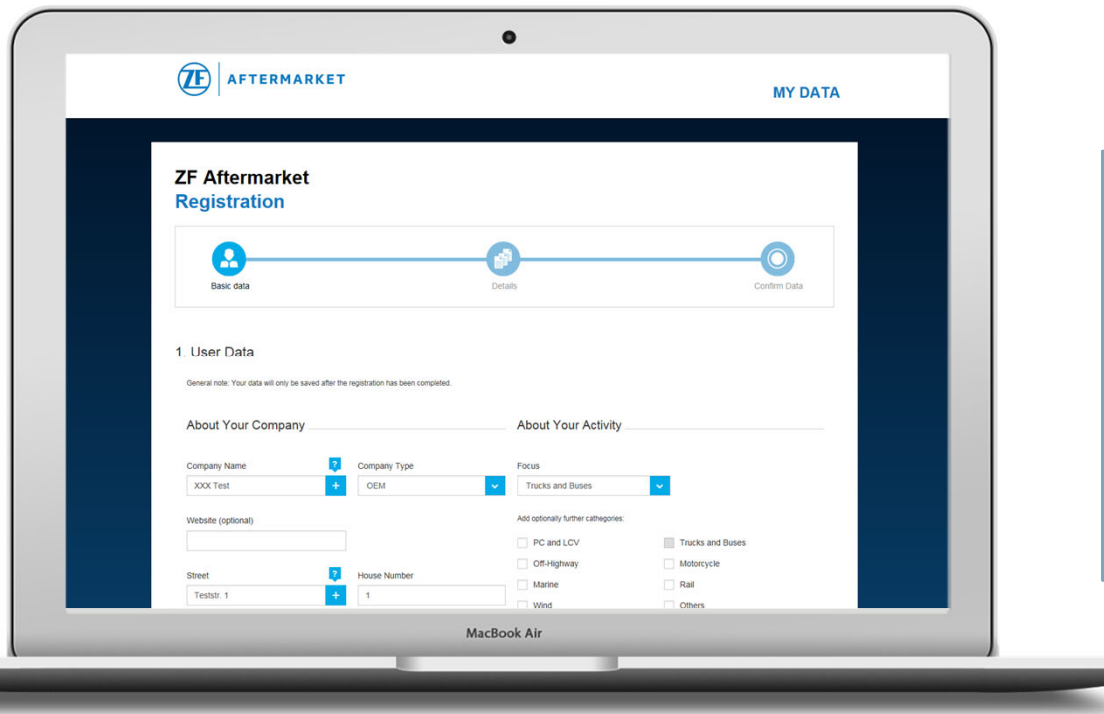 ZF AFTERMARKET
MY DATA
ZF Aftermarket
Registration
Basic data
Details
Confirm Data
1. User Data
General note: Your data will only be saved after the registration has been completed.
About Your Company
About Your Activity
Company Name ?
Company Type
Focus
XXX Test +
OEM
Trucks and Buses
Website (optional)
Add optionally further cathegories:
PC and LCV
Trucks and Buses
Off-Highway
Motorcycle
Street ?
House Number
Marine
Rail
Teststr. 1 +
1
Wind
Others
MacBook Air